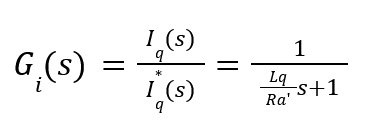 G_i(s) = I_q(s) / I_q^*(s) = 1 / (Lq/Ra' s+1)